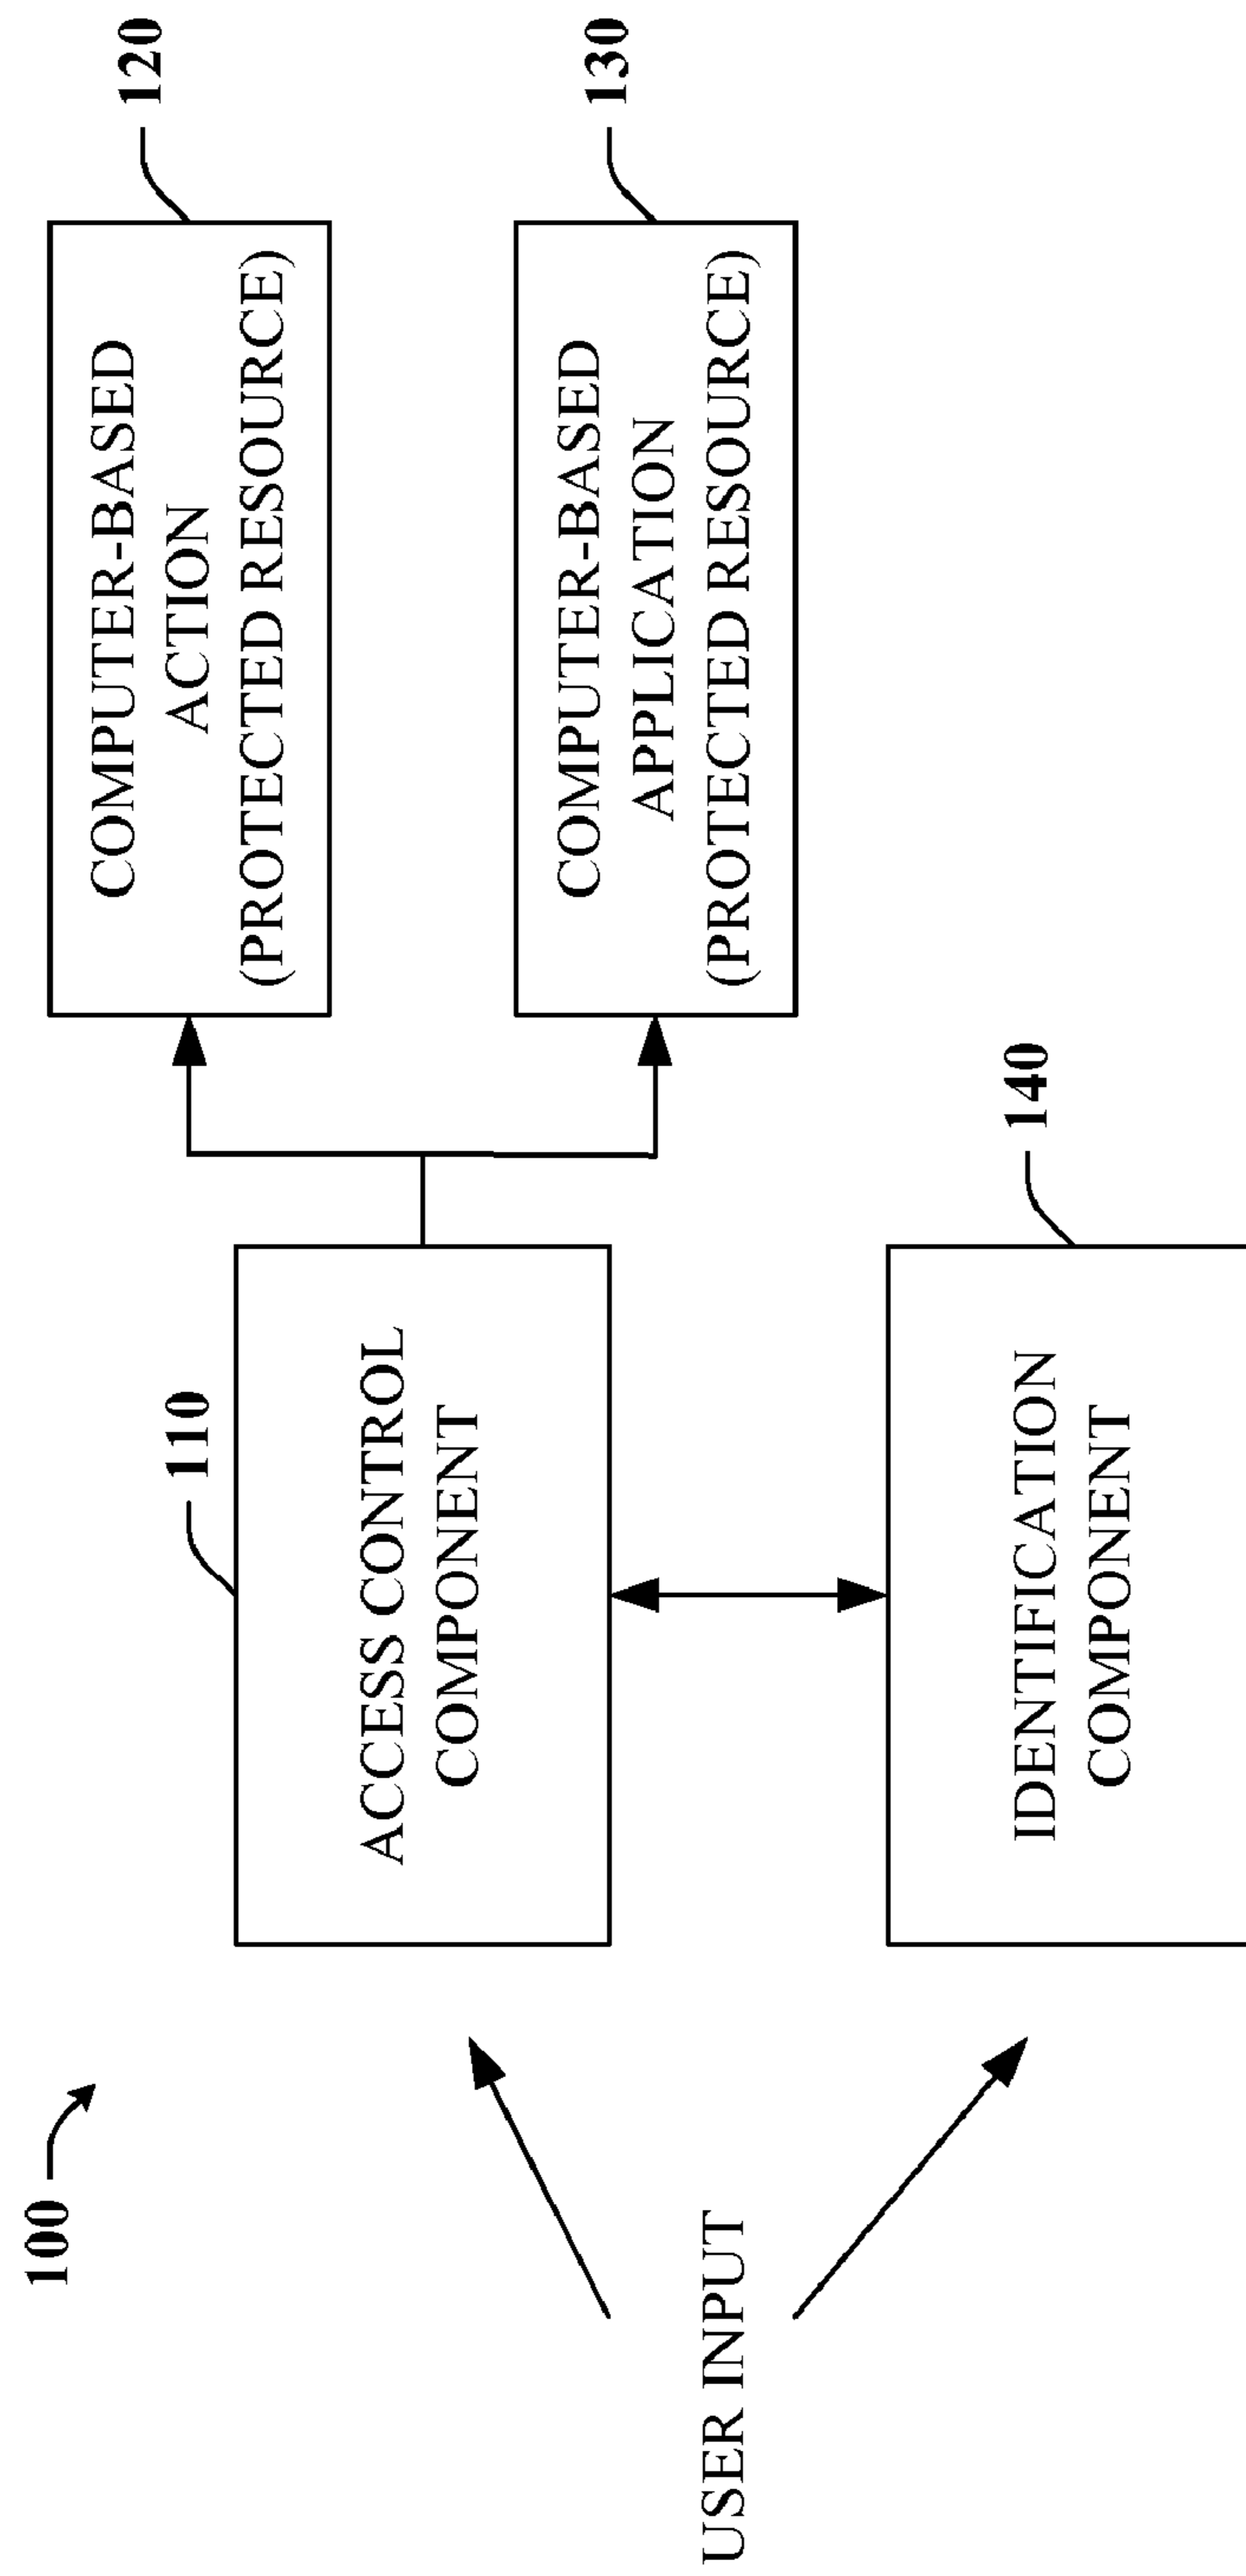 100
110
120
COMPUTER-BASED
ACTION
(PROTECTED RESOURCE)
ACCESS CONTROL
COMPONENT
130
COMPUTER-BASED
APPLICATION
(PROTECTED RESOURCE)
USER INPUT
140
IDENTIFICATION
COMPONENT